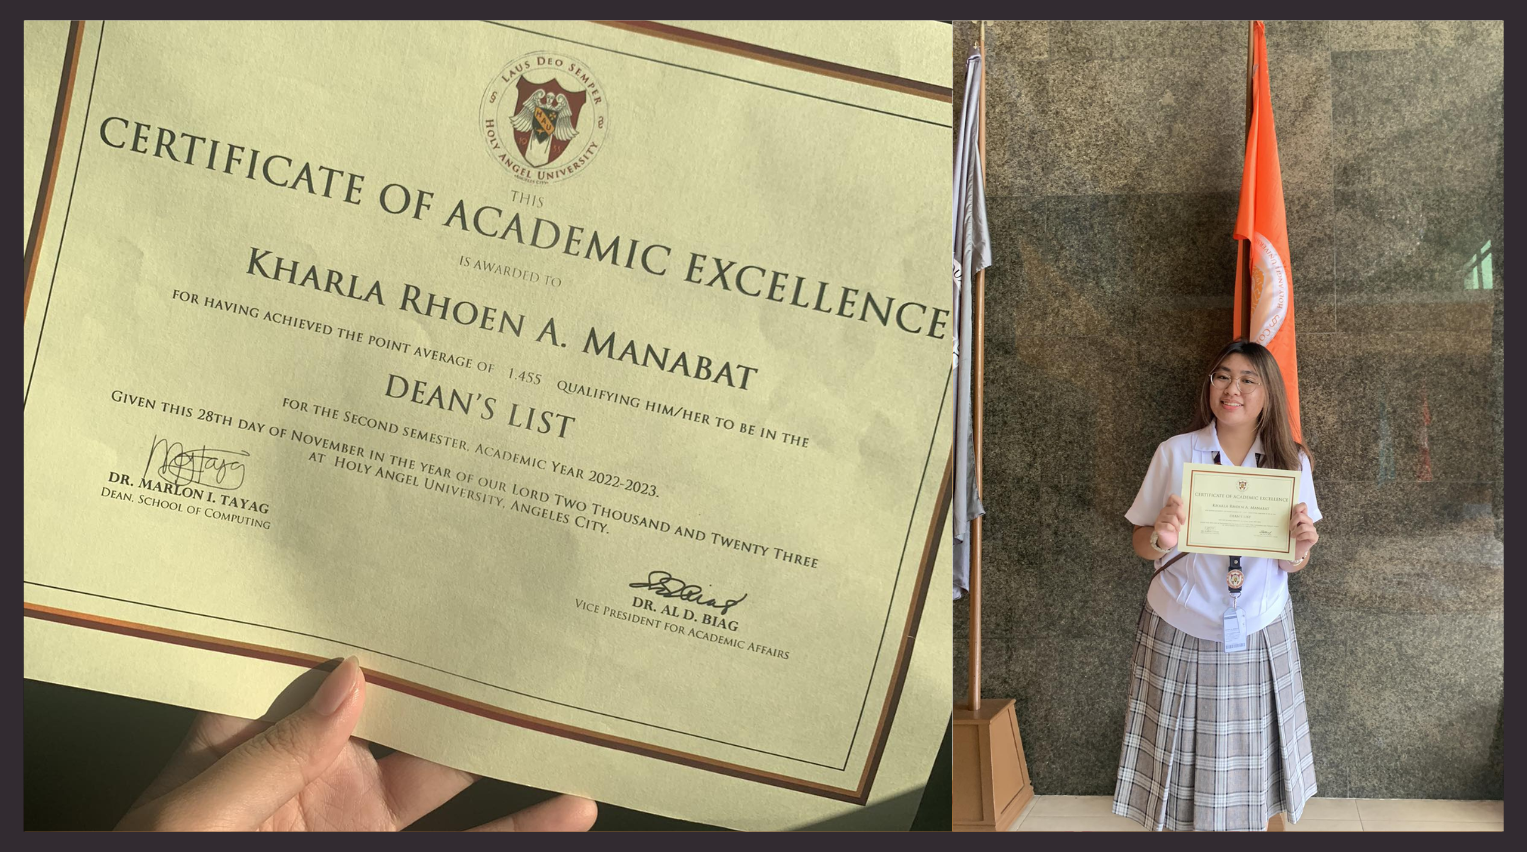 LAUS DEO SEMPER
HOLY ANGEL UNIVERSITY
THIS
CERTIFICATE OF ACADEMIC EXCELLENCE
IS AWARDED TO
KHARLA RHOEN A. MANABAT
FOR HAVING ACHIEVED THE POINT AVERAGE OF 1.455 QUALIFYING HIM/HER TO BE IN THE
DEAN'S LIST
FOR THE SECOND SEMESTER, ACADEMIC YEAR 2022-2023.
GIVEN THIS 28TH DAY OF NOVEMBER IN THE YEAR OF OUR LORD TWO THOUSAND AND TWENTY THREE
AT HOLY ANGEL UNIVERSITY, ANGELES CITY.
DR. MARLON I. TAYAG
DEAN, SCHOOL OF COMPUTING
DR. AL D. BIAG
VICE PRESIDENT FOR ACADEMIC AFFAIRS
CERTIFICATE OF ACADEMIC EXCELLENCE
KHARLA RHOEN A. MANABAT